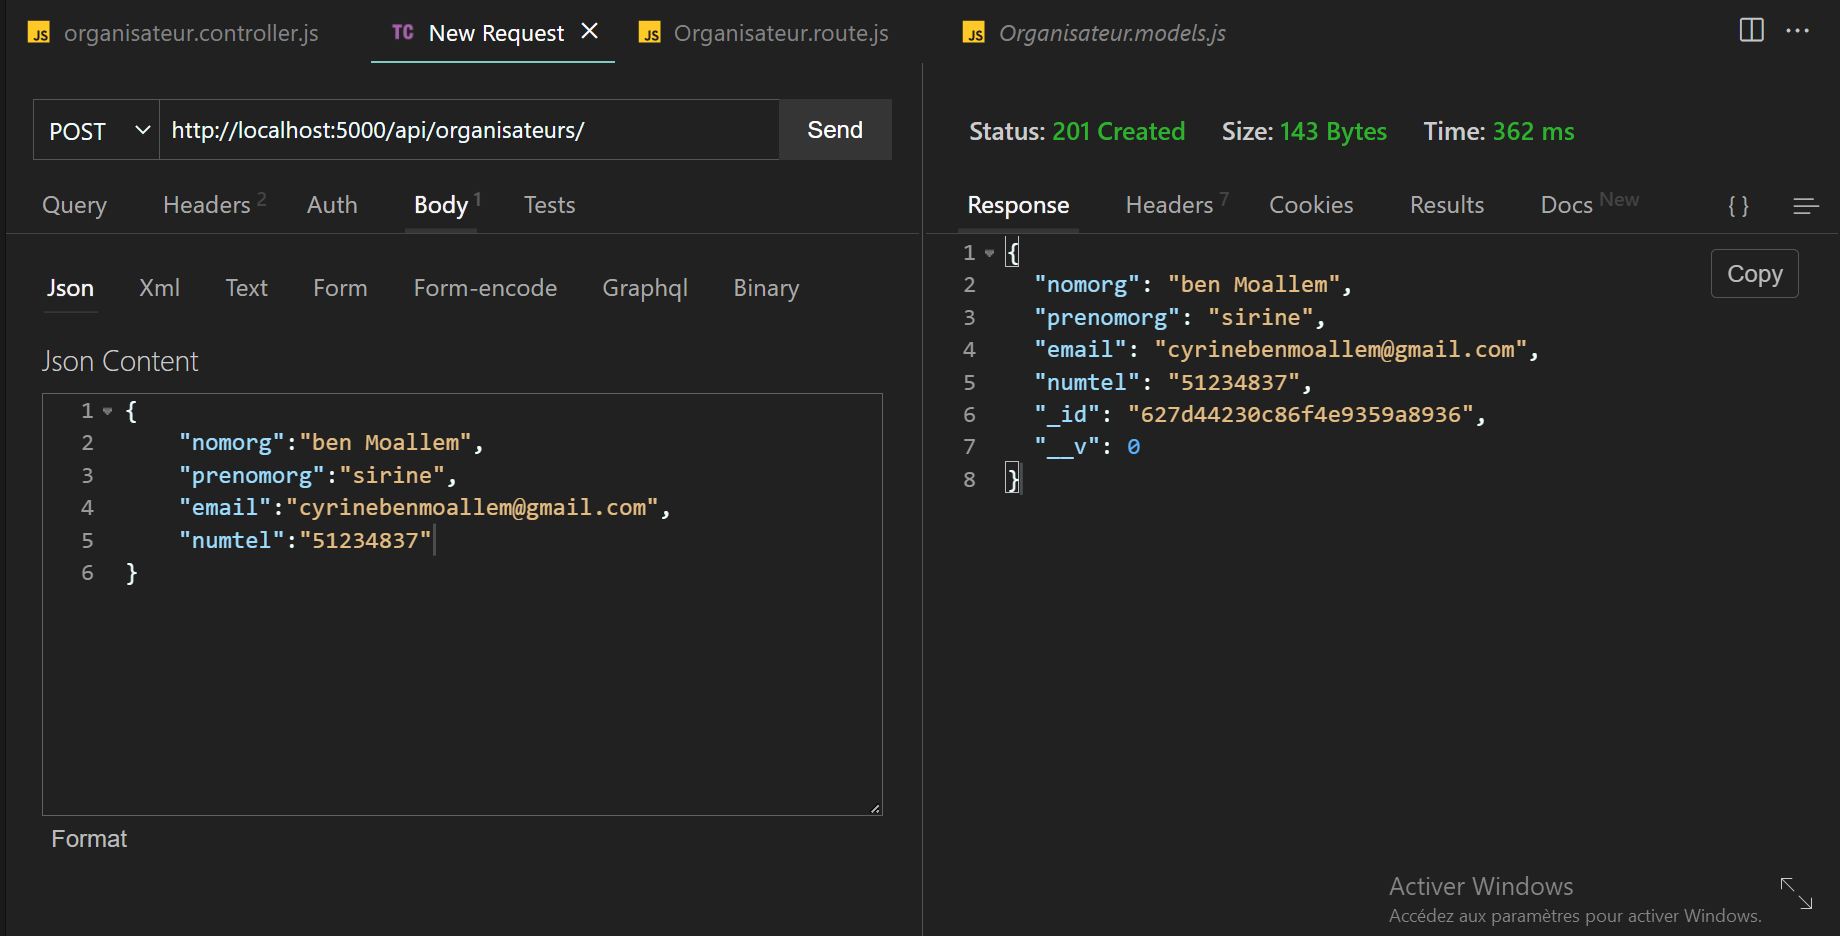 JS organisateur.controller.js TC New Request JS Organisateur.route.js JS Organisateur.models.js
POST http://localhost:5000/api/organisateurs/ Send
Query Headers 2 Auth Body 1 Tests
Json Xml Text Form Form-encode Graphql Binary
Json Content
1 {
2 "nomorg":"ben Moallem",
3 "prenomorg":"sirine",
4 "email":"cyrinebenmoallem@gmail.com",
5 "numtel":"51234837"
6 }
Format
Status: 201 Created Size: 143 Bytes Time: 362 ms
Response Headers 7 Cookies Results Docs New { }
1 {
2 "nomorg": "ben Moallem",
3 "prenomorg": "sirine",
4 "email": "cyrinebenmoallem@gmail.com",
5 "numtel": "51234837",
6 "_id": "627d44230c86f4e9359a8936",
7 "__v": 0
8 }
Copy
Activer Windows
Accédez aux paramètres pour activer Windows.